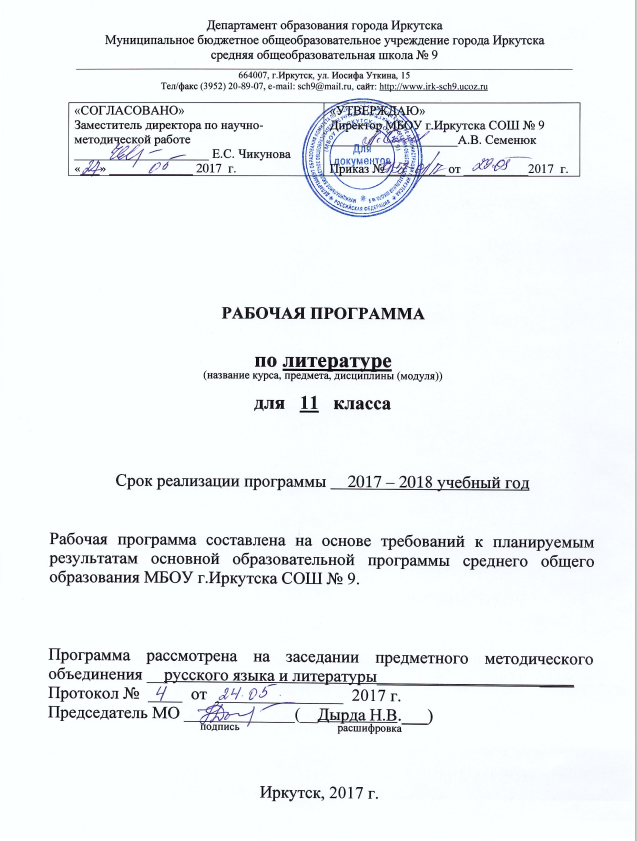 Департамент образования города Иркутска
Муниципальное бюджетное общеобразовательное учреждение города Иркутска
средняя общеобразовательная школа № 9
664007, г.Иркутск, ул. Иосифа Уткина, 15
Тел/факс (3952) 20-89-07, e-mail: sch9@mail.ru, сайт: http://www.irk-sch9.ucoz.ru
«СОГЛАСОВАНО»
Заместитель директора по научно-
методической работе
Е.С. Чикунова
« » 2017 г.
«УТВЕРЖДАЮ»
Директор МБОУ г.Иркутска СОШ № 9
А.В. Семенюк
Приказ № от 2017 г.
Для
документов
РОССИЙСКАЯ ФЕДЕРАЦИЯ
РАБОЧАЯ ПРОГРАММА
по литературе
(название курса, предмета, дисциплины (модуля))
для 11 класса
Срок реализации программы 2017 – 2018 учебный год
Рабочая программа составлена на основе требований к планируемым
результатам основной образовательной программы среднего общего
образования МБОУ г.Иркутска СОШ № 9.
Программа рассмотрена на заседании предметного методического
объединения русского языка и литературы
Протокол № 4 от 24.05. 2017 г.
Председатель МО ( Дырда Н.В. )
подпись расшифровка
Иркутск, 2017 г.